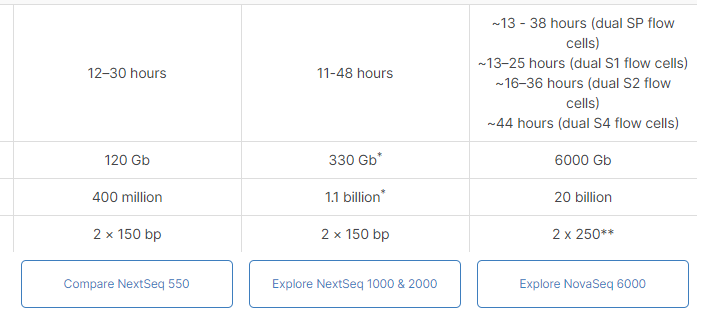 12–30 hours
11-48 hours
~13 - 38 hours (dual SP flow
cells)
~13–25 hours (dual S1 flow cells)
~16–36 hours (dual S2 flow
cells)
~44 hours (dual S4 flow cells)
120 Gb
330 Gb*
6000 Gb
400 million
1.1 billion*
20 billion
2 × 150 bp
2 × 150 bp
2 x 250**
Compare NextSeq 550
Explore NextSeq 1000 & 2000
Explore NovaSeq 6000